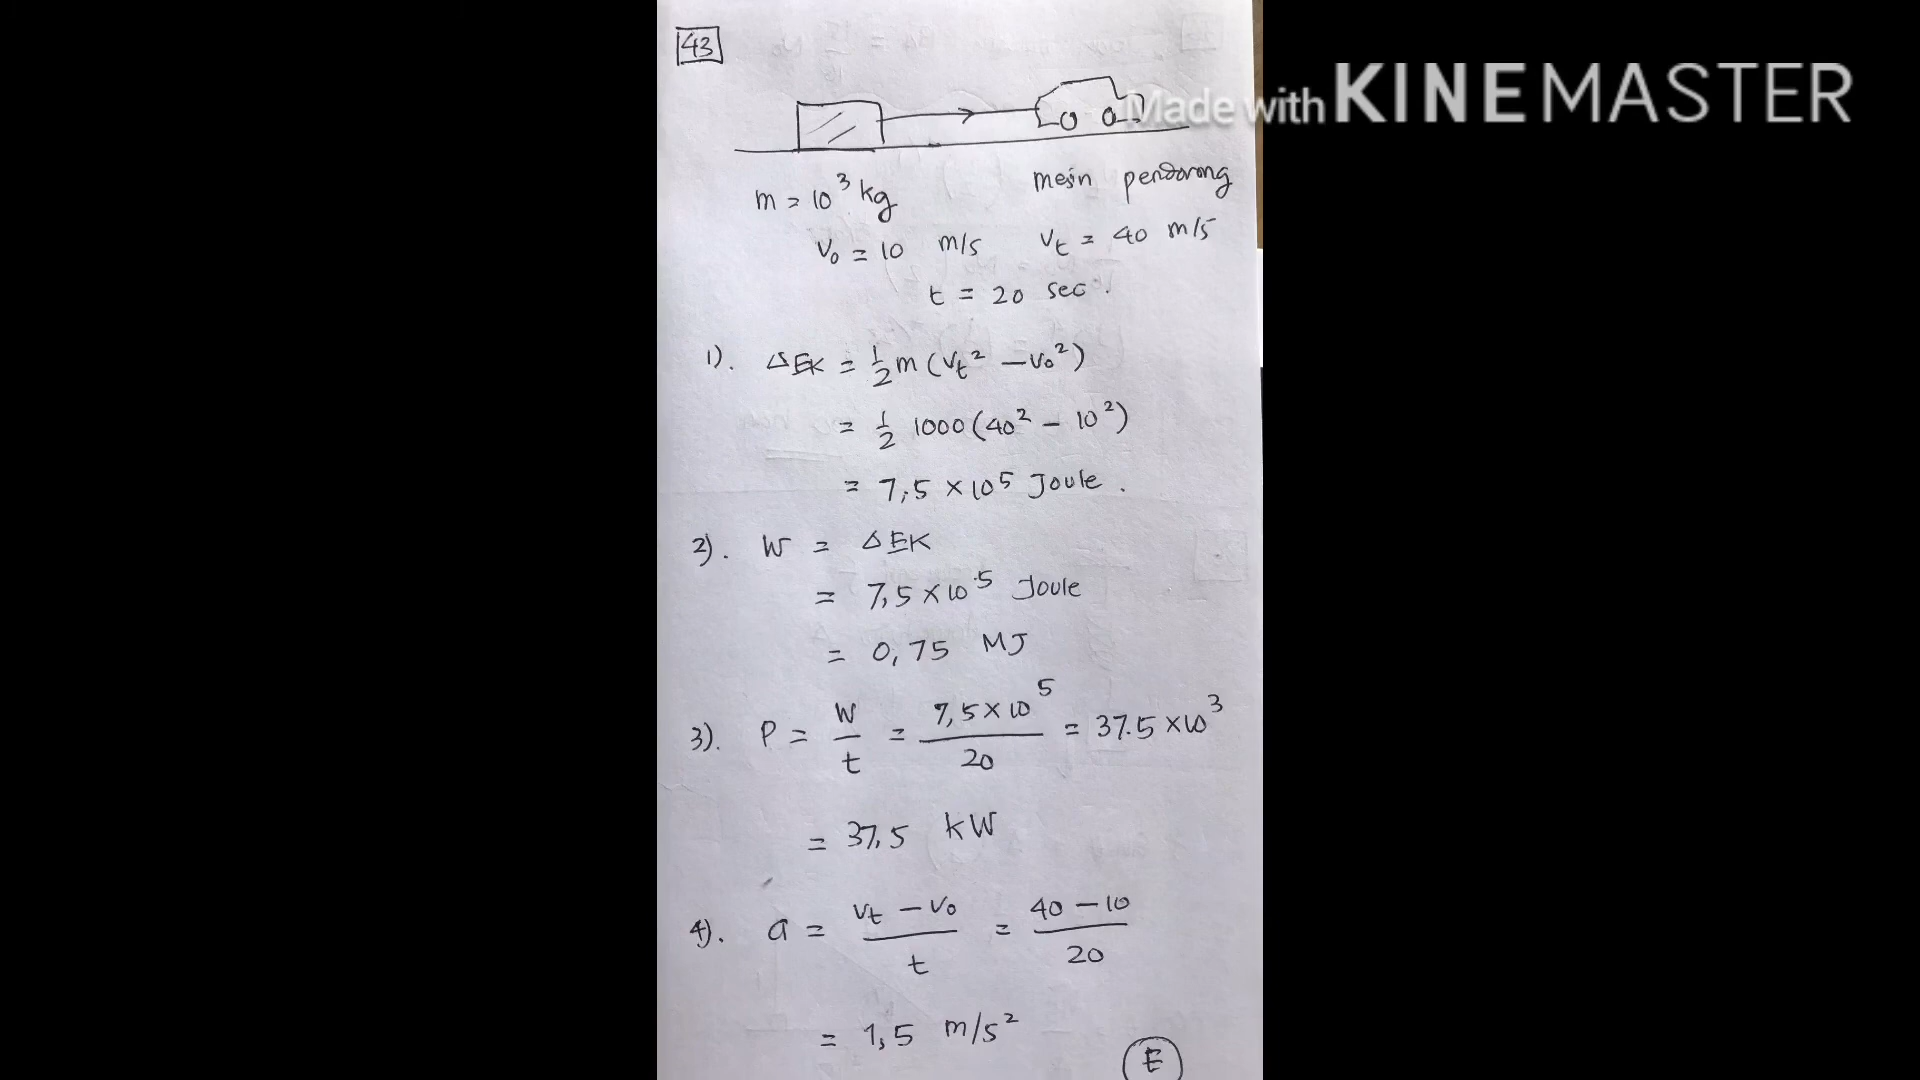 43
Made with KINEMASTER
m = 10³ kg
mesin pendorong
V₀ = 10 m/s
Vt = 40 m/s
t = 20 sec.
1). ΔEK = 1/2 m (Vt² - V₀²)
= 1/2 1000 (40² - 10²)
= 7,5 × 10⁵ Joule.
2). W = ΔEK
= 7,5 × 10⁵ Joule
= 0,75 MJ
3). P = W/t = 7,5 × 10⁵/20 = 37.5 × 10³
= 37,5 kW
4). a = Vt - V₀/t = 40 - 10/20
= 1,5 m/s²
E